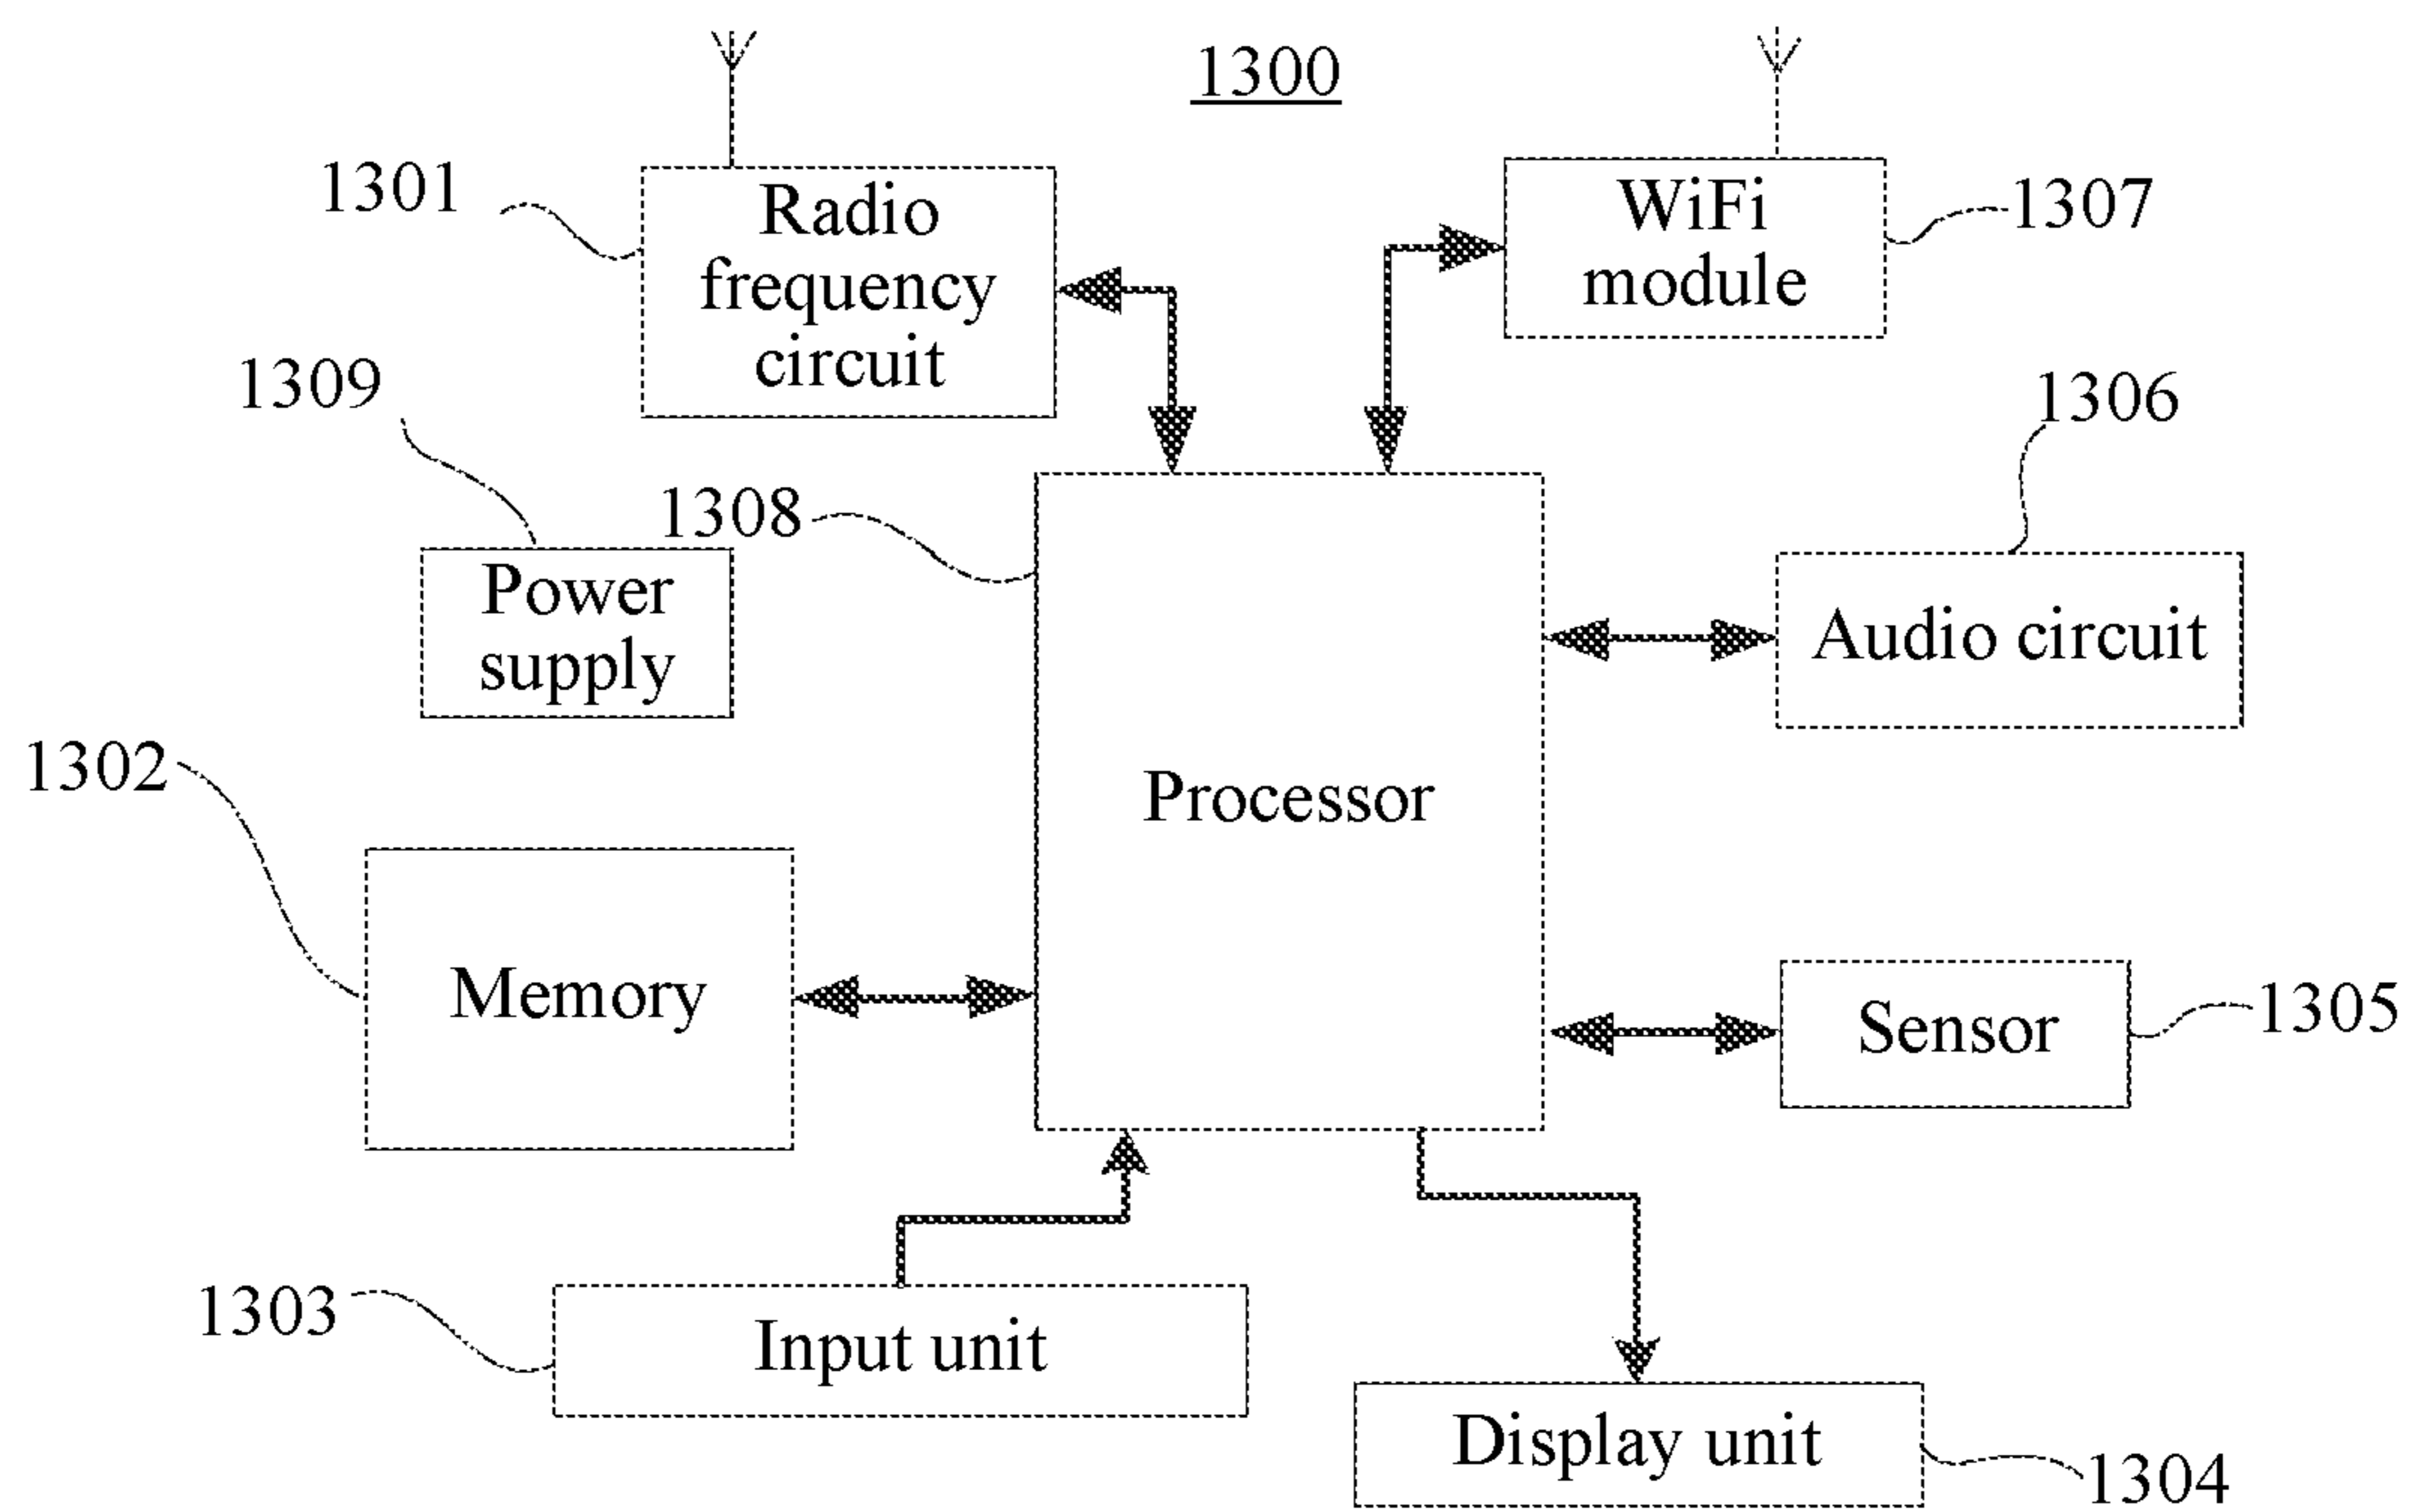 1300
1301
Radio
frequency
circuit
WiFi
module
1307
1309
1306
1308
Power
supply
Audio circuit
1302
Processor
Memory
Sensor
1305
1303
Input unit
Display unit
1304